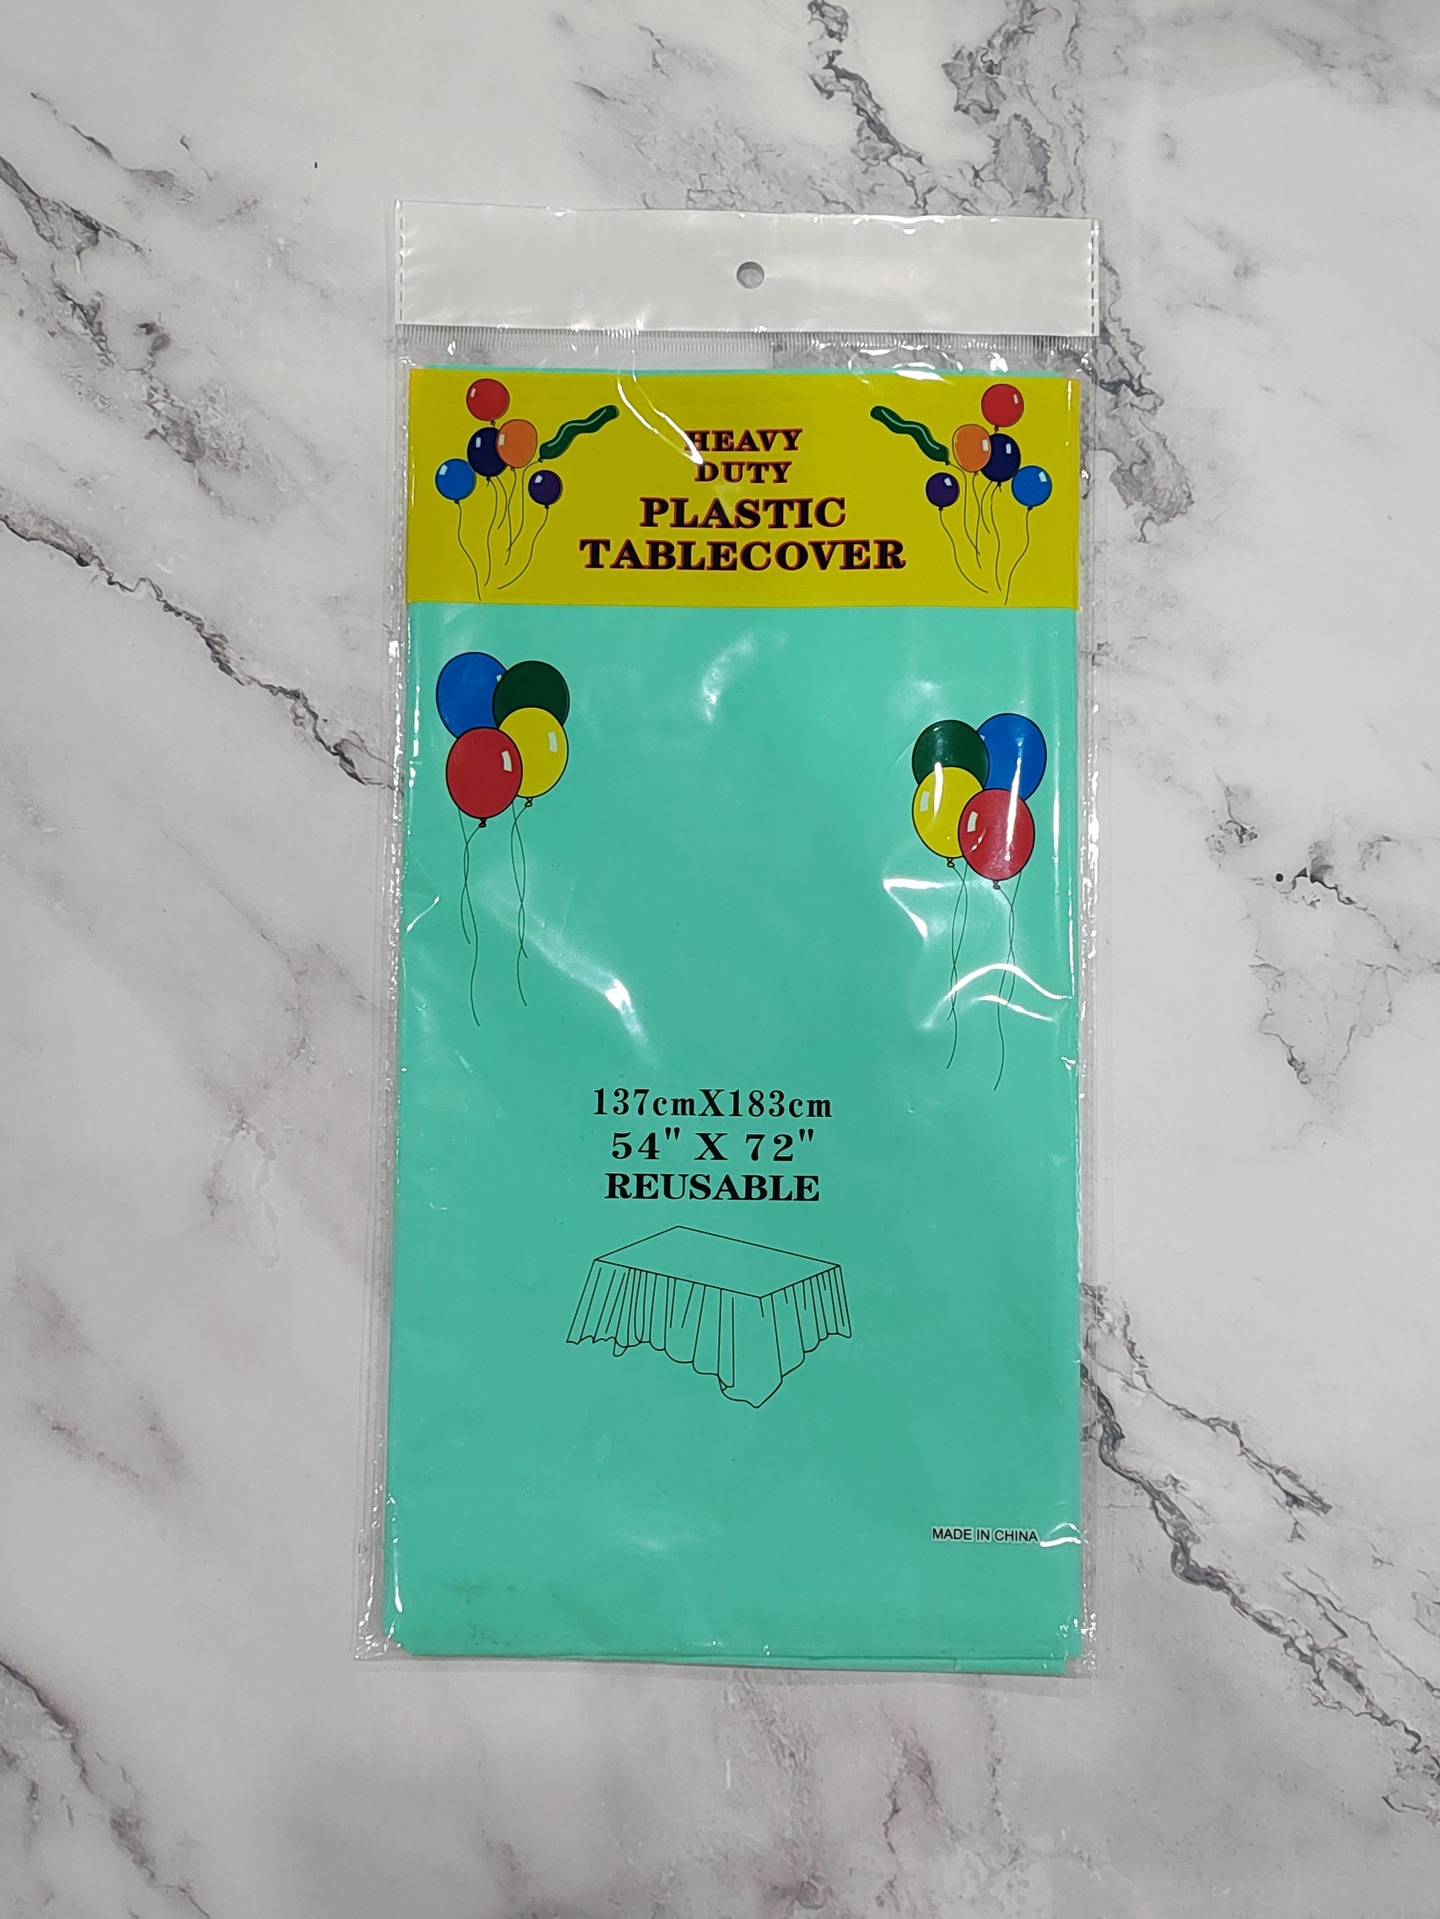 HEAVY
DUTY
PLASTIC
TABLECOVER
137cmX183cm
54" X 72"
REUSABLE
MADE IN CHINA